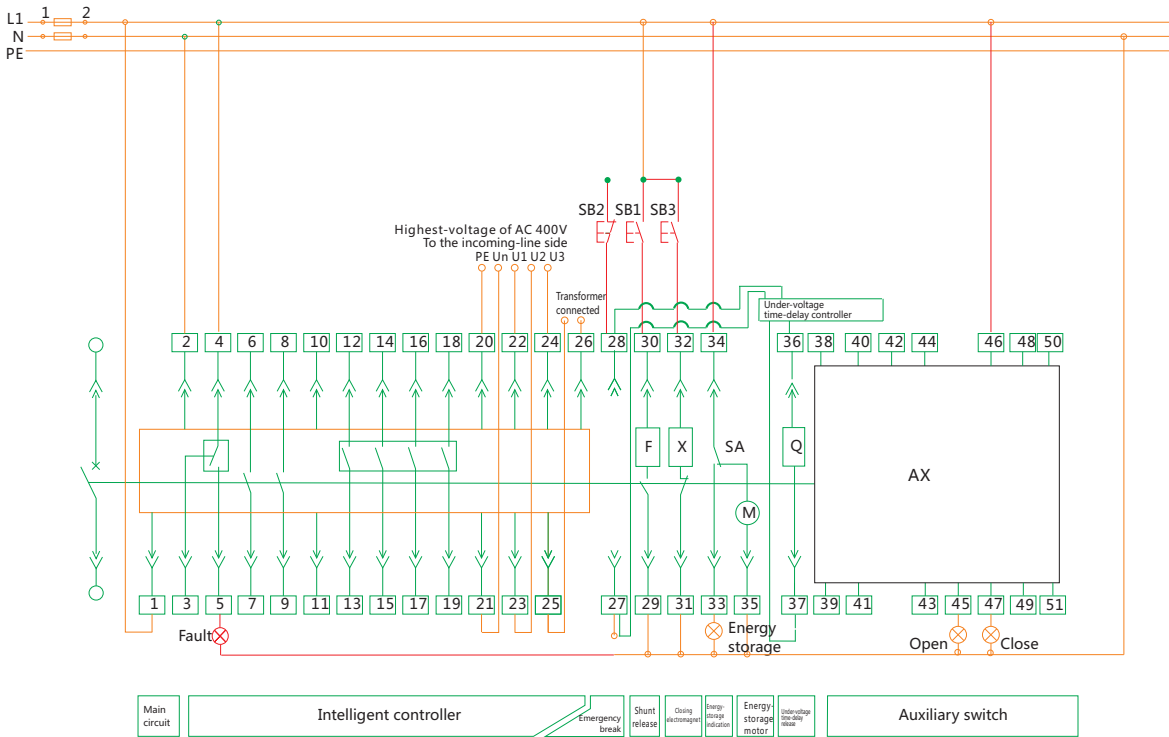 L1 1 2
N
PE
SB2 SB1 SB3
Highest-voltage of AC 400V
To the incoming-line side
PE Un U1 U2 U3
Transformer
connected
Under-voltage
time-delay controller
2 4 6 8 10 12 14 16 18 20 22 24 26 28 30 32 34 36 38 40 42 44 46 48 50
F X SA Q
AX
M
1 3 5 7 9 11 13 15 17 19 21 23 25 27 29 31 33 35 37 39 41 43 45 47 49 51
Fault
Energy
storage
Open
Close
Main
circuit
Intelligent controller
Emergency
break
Shunt
release
Closing
electromagnet
Energy-
storage
indication
Energy-
storage
motor
Under-voltage
time-delay
release
Auxiliary switch